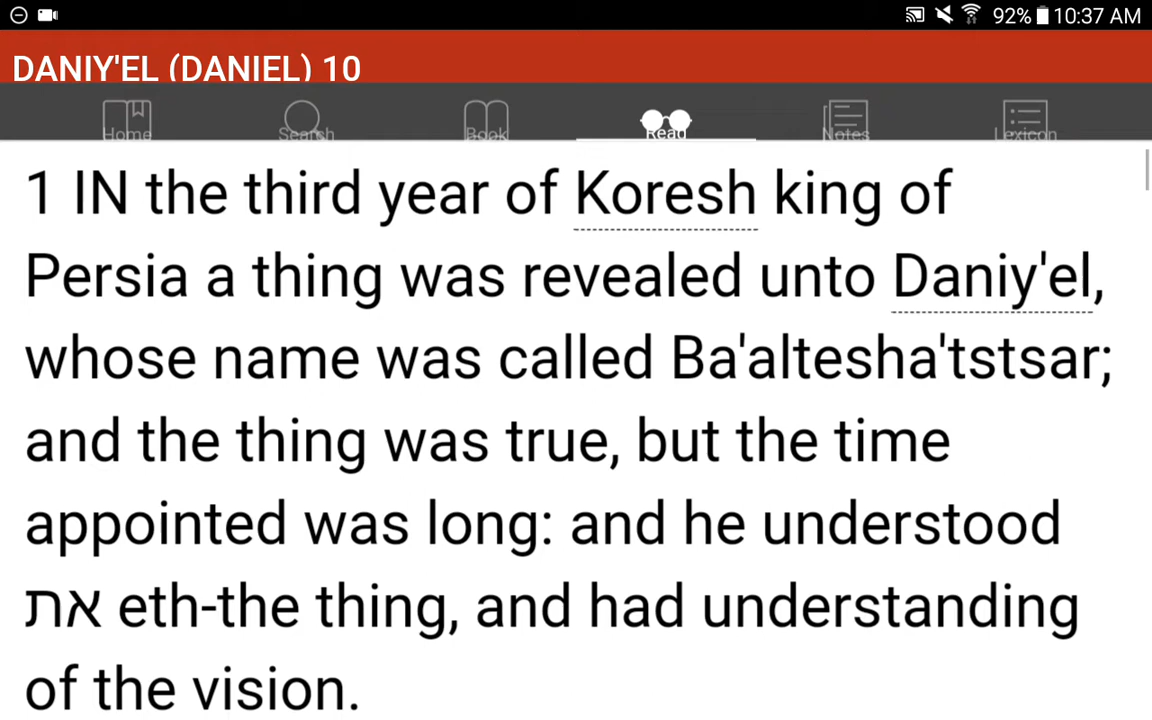 92% 10:37 AM
DANIY'EL (DANIEL) 10
Home Search Book Read Notes Lexicon
1 IN the third year of Koresh king of
Persia a thing was revealed unto Daniy'el,
whose name was called Ba'altesha'tstsar;
and the thing was true, but the time
appointed was long: and he understood
את eth-the thing, and had understanding
of the vision.